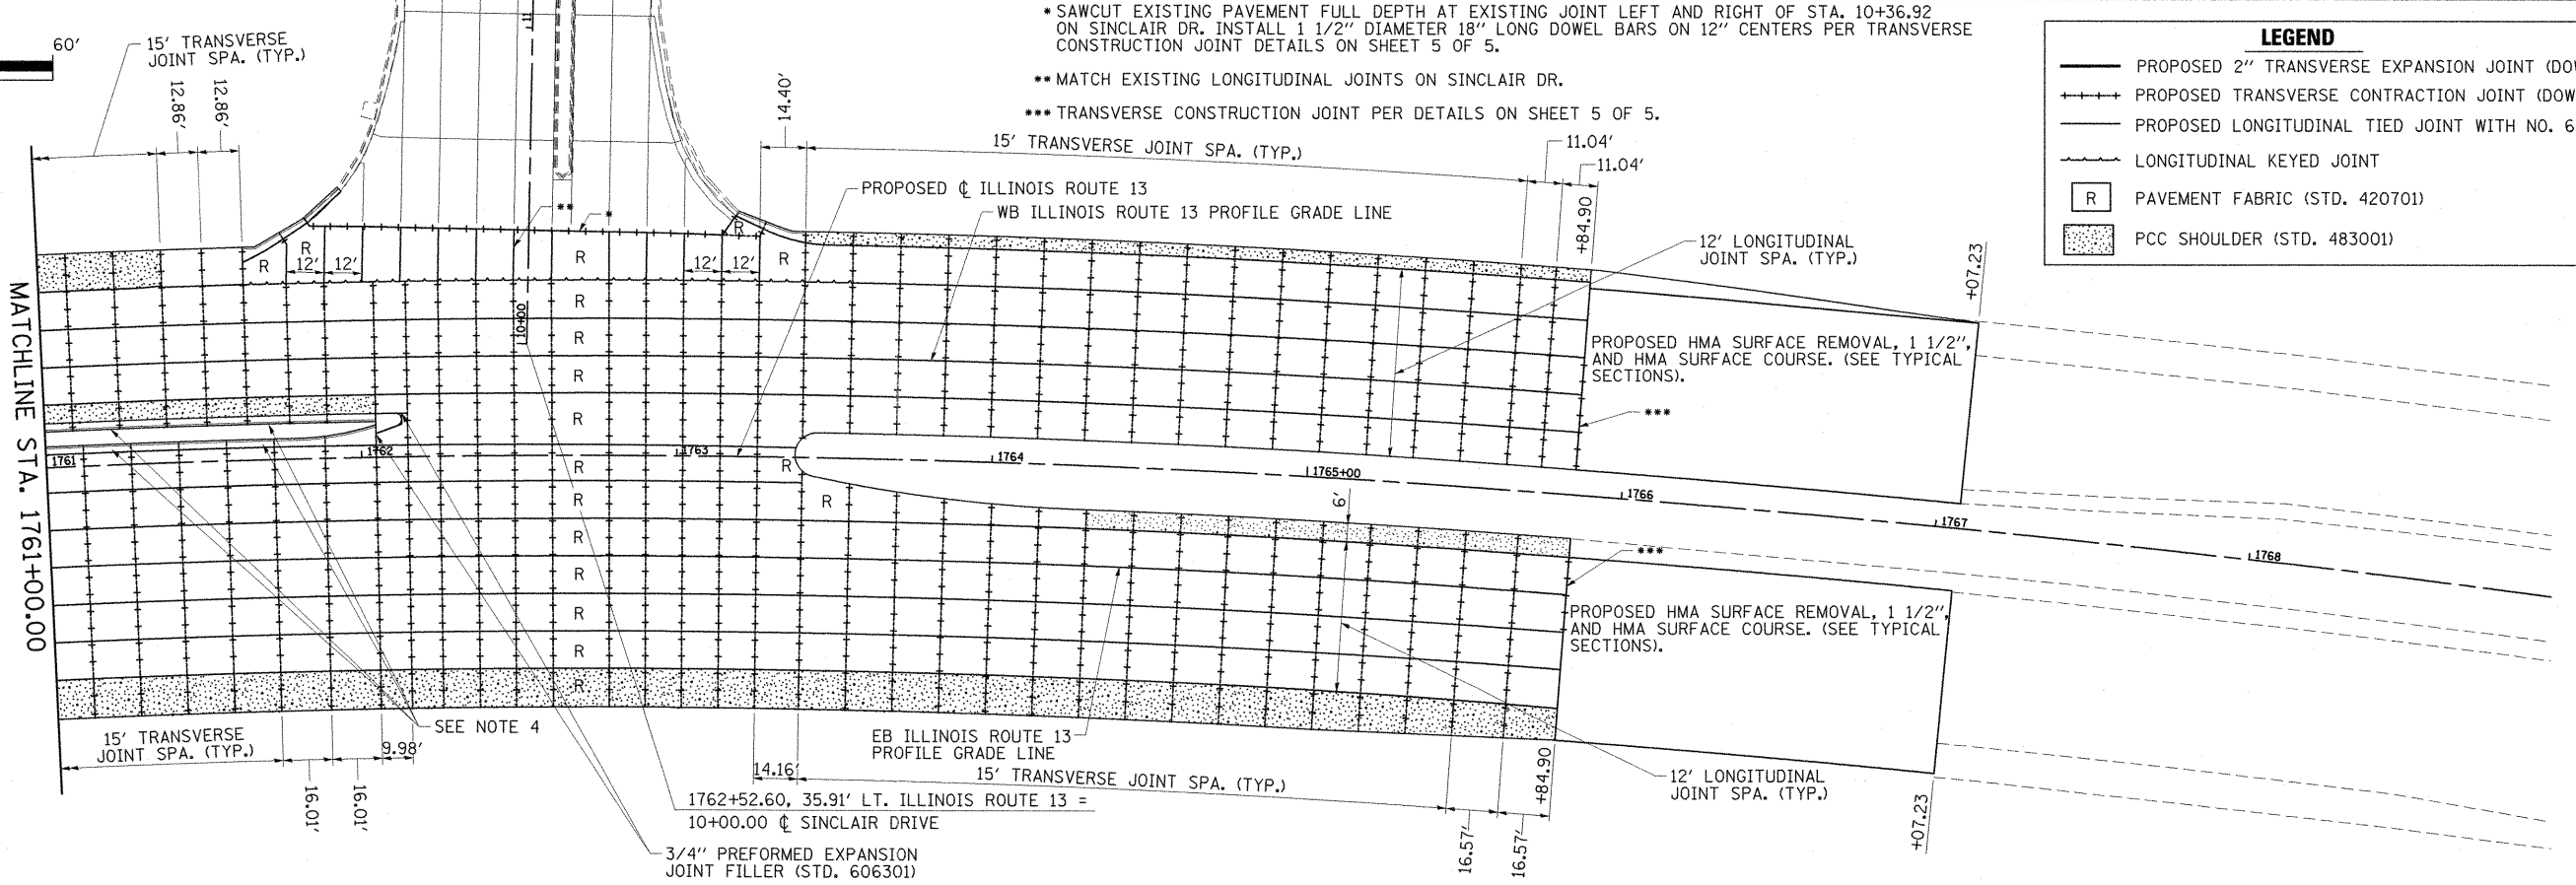 * SAWCUT EXISTING PAVEMENT FULL DEPTH AT EXISTING JOINT LEFT AND RIGHT OF STA. 10+36.92
ON SINCLAIR DR. INSTALL 1 1/2" DIAMETER 18" LONG DOWEL BARS ON 12" CENTERS PER TRANSVERSE
CONSTRUCTION JOINT DETAILS ON SHEET 5 OF 5.
** MATCH EXISTING LONGITUDINAL JOINTS ON SINCLAIR DR.
*** TRANSVERSE CONSTRUCTION JOINT PER DETAILS ON SHEET 5 OF 5.
LEGEND
PROPOSED 2" TRANSVERSE EXPANSION JOINT
PROPOSED TRANSVERSE CONTRACTION JOINT
PROPOSED LONGITUDINAL TIED JOINT WITH NO. 6
LONGITUDINAL KEYED JOINT
R PAVEMENT FABRIC (STD. 420701)
PCC SHOULDER (STD. 483001)
60'
15' TRANSVERSE
JOINT SPA. (TYP.)
12.86'
12.86'
11
14.40'
15' TRANSVERSE JOINT SPA. (TYP.)
11.04'
11.04'
+84.90
PROPOSED ℄ ILLINOIS ROUTE 13
WB ILLINOIS ROUTE 13 PROFILE GRADE LINE
12' LONGITUDINAL
JOINT SPA. (TYP.)
+07.23
**
*
R
R
R
R
R
12'
12'
12'
12'
10+00
R
R
R
R
R
R
R
R
R
R
R
R
R
MATCHLINE STA. 1761+00.00
1761
1762
1763
1764
1765+00
1766
1767
1768
PROPOSED HMA SURFACE REMOVAL, 1 1/2",
AND HMA SURFACE COURSE. (SEE TYPICAL
SECTIONS).
***
6'
***
PROPOSED HMA SURFACE REMOVAL, 1 1/2",
AND HMA SURFACE COURSE. (SEE TYPICAL
SECTIONS).
SEE NOTE 4
15' TRANSVERSE
JOINT SPA. (TYP.)
9.98'
16.01'
16.01'
EB ILLINOIS ROUTE 13
PROFILE GRADE LINE
14.16'
15' TRANSVERSE JOINT SPA. (TYP.)
+84.90
12' LONGITUDINAL
JOINT SPA. (TYP.)
16.57'
16.57'
+07.23
1762+52.60, 35.91' LT. ILLINOIS ROUTE 13 =
10+00.00 ℄ SINCLAIR DRIVE
3/4" PREFORMED EXPANSION
JOINT FILLER (STD. 606301)